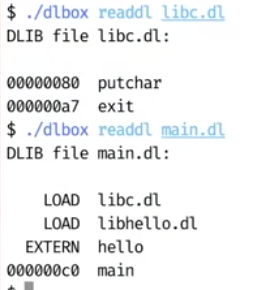 $ ./dlbox readdl libc.dl
DLIB file libc.dl:
00000080 putchar
000000a7 exit
$ ./dlbox readdl main.dl
DLIB file main.dl:
LOAD libc.dl
LOAD libhello.dl
EXTERN hello
000000c0 main
$